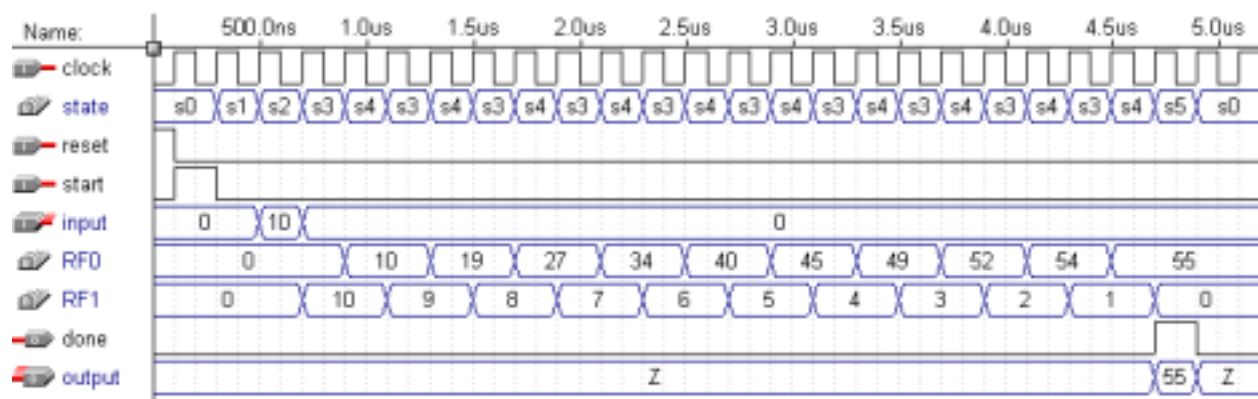 Name: 500.0ns 1.0us 1.5us 2.0us 2.5us 3.0us 3.5us 4.0us 4.5us 5.0us
clock
state s0 s1 s2 s3 s4 s3 s4 s3 s4 s3 s4 s3 s4 s3 s4 s3 s4 s3 s4 s3 s4 s3 s4 s5 s0
reset
start
input 0 10 0
RF0 0 10 19 27 34 40 45 49 52 54 55
RF1 0 10 9 8 7 6 5 4 3 2 1 0
done
output Z 55 Z